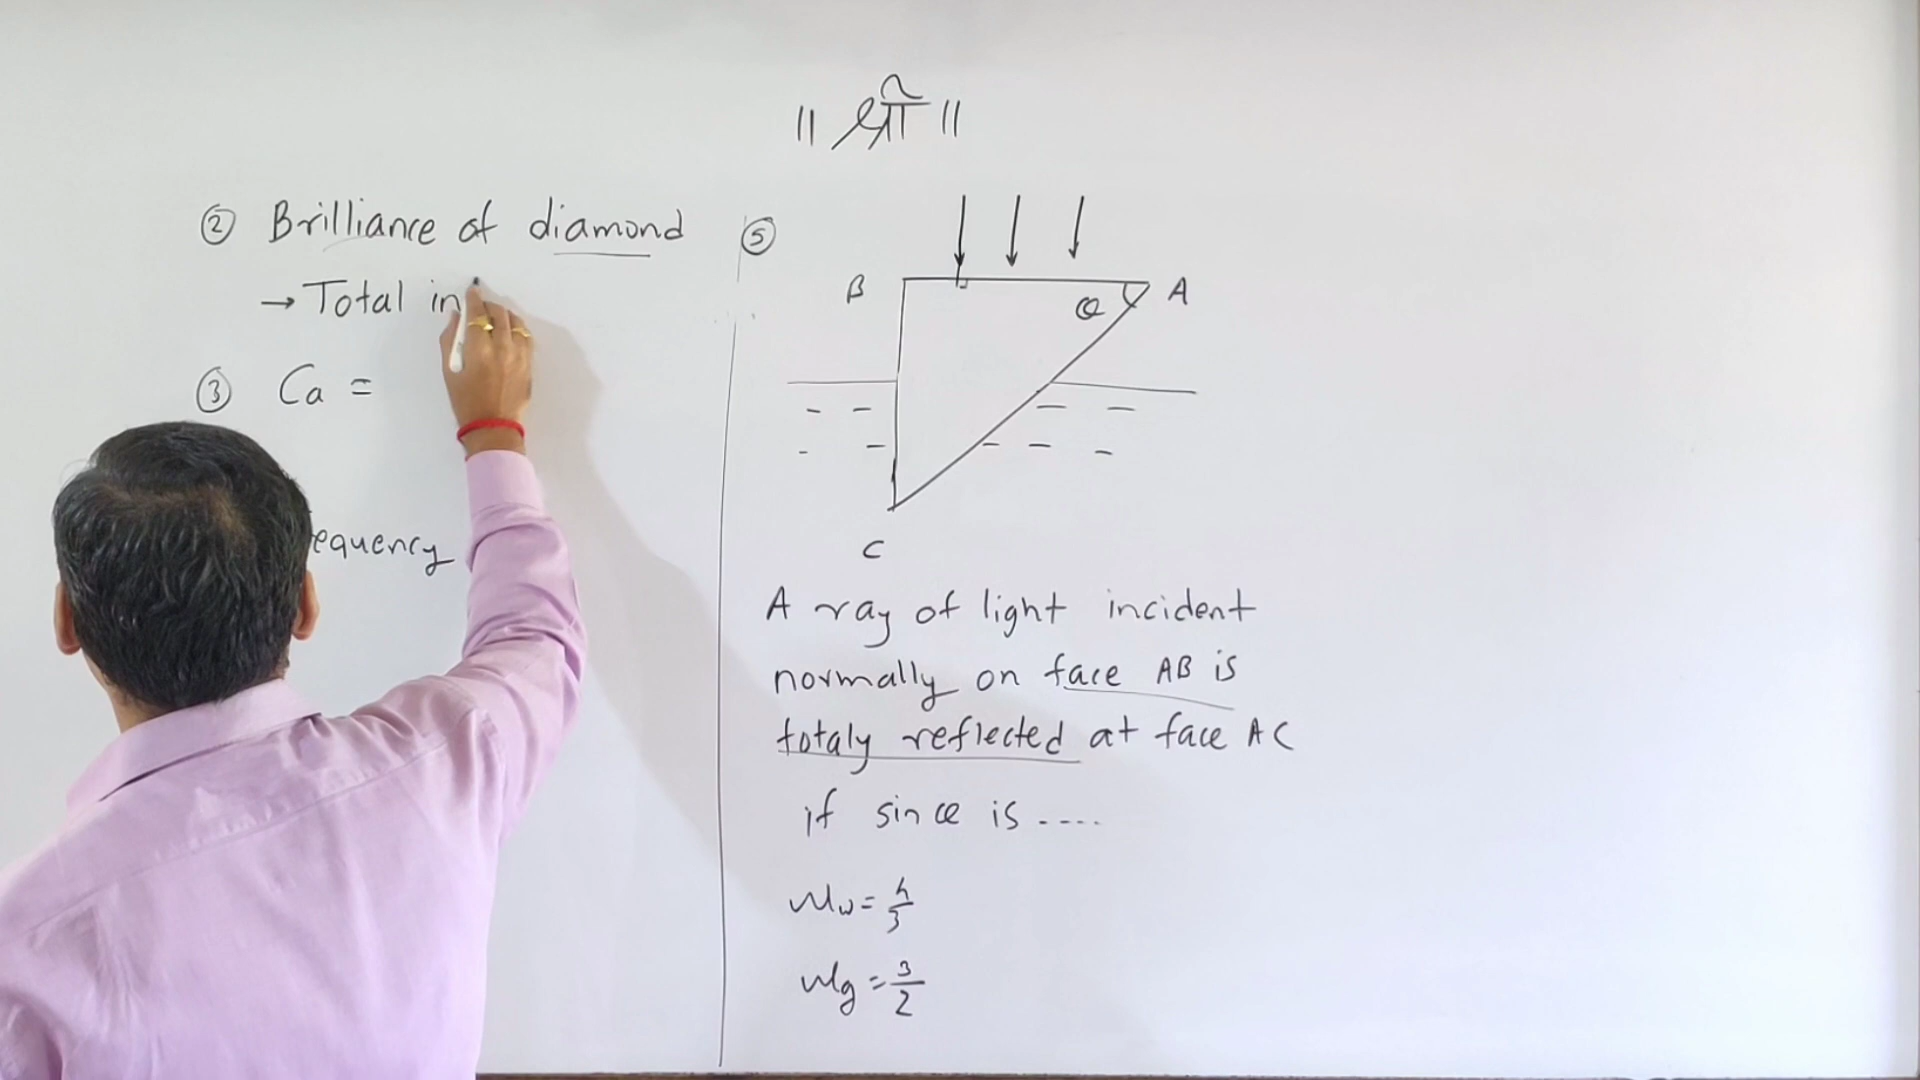 ॥ श्री ॥
② Brilliance of diamond
→ Total in
③ Ca =
equency
⑤
B
θ
A
C
A ray of light incident
normally on face AB is
totaly reflected at face AC
if sin θ is ....
μw = 4/3
μg = 3/2